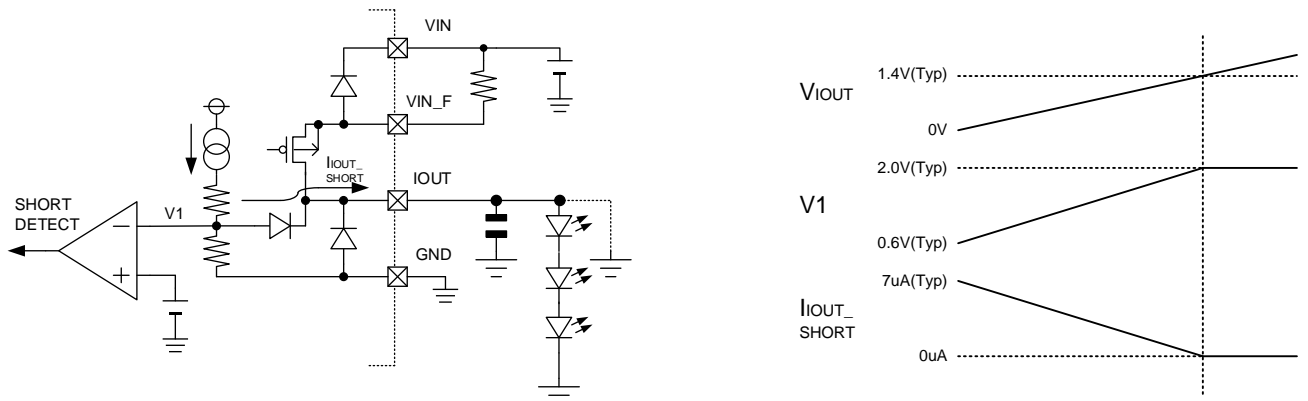 VIN
VIN_F
IIOUT_
SHORT
IOUT
SHORT
DETECT
V1
GND
VIOUT
1.4V(Typ)
0V
2.0V(Typ)
V1
0.6V(Typ)
7uA(Typ)
IIOUT_
SHORT
0uA